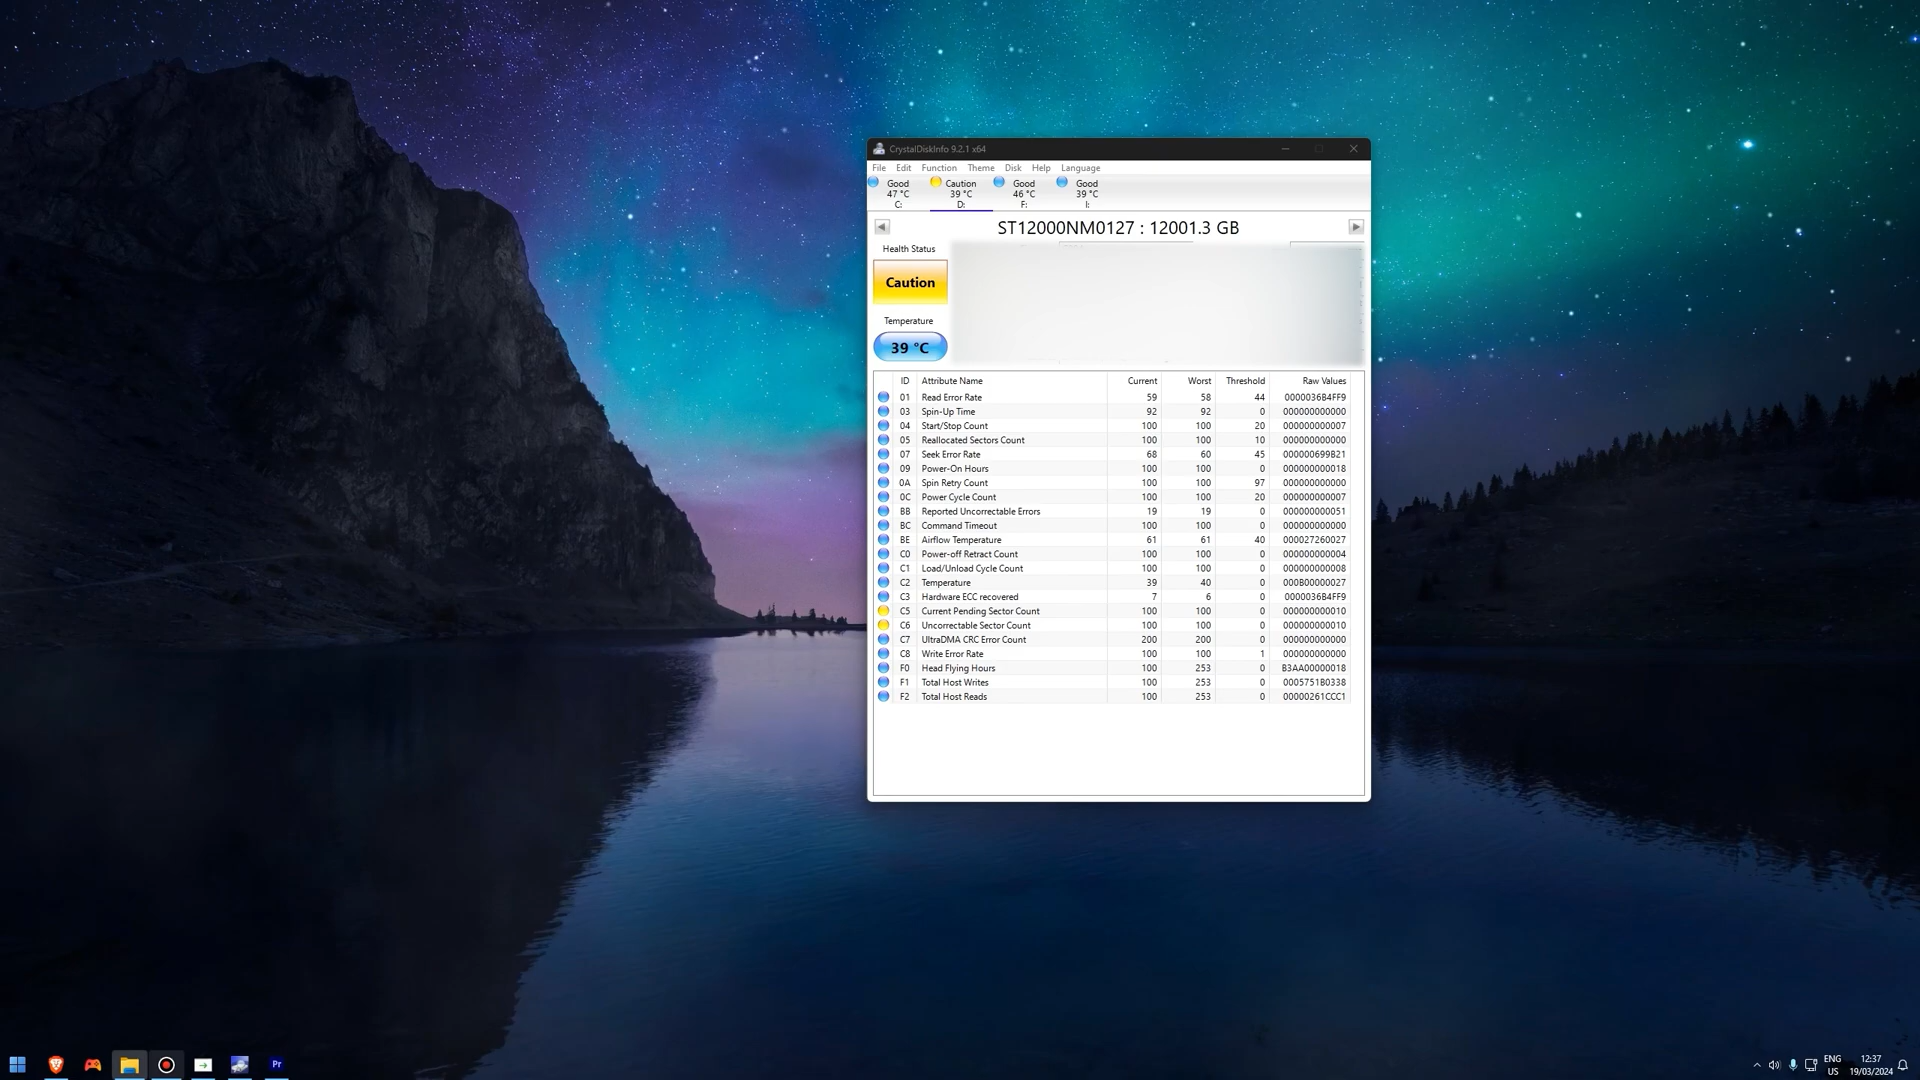 CrystalDiskInfo 9.2.1 x64
File Edit Function Theme Disk Help Language
Good Caution Good Good
47 °C 39 °C 46 °C 39 °C
C: D: F: I:
ST12000NM0127 : 12001.3 GB
Health Status
Caution
Temperature
39 °C
ID Attribute Name Current Worst Threshold Raw Values
01 Read Error Rate 59 58 44 0000036B4FF9
03 Spin-Up Time 92 92 0 000000000000
04 Start/Stop Count 100 100 20 000000000007
05 Reallocated Sectors Count 100 100 10 000000000000
07 Seek Error Rate 68 60 45 000000699B21
09 Power-On Hours 100 100 0 000000000018
0A Spin Retry Count 100 100 97 000000000000
0C Power Cycle Count 100 100 20 000000000007
BB Reported Uncorrectable Errors 19 19 0 000000000051
BC Command Timeout 100 100 0 000000000000
BE Airflow Temperature 61 61 40 000027260027
C0 Power-off Retract Count 100 100 0 000000000004
C1 Load/Unload Cycle Count 100 100 0 000000000008
C2 Temperature 39 40 0 000B00000027
C3 Hardware ECC recovered 7 6 0 0000036B4FF9
C5 Current Pending Sector Count 100 100 0 000000000010
C6 Uncorrectable Sector Count 100 100 0 000000000010
C7 UltraDMA CRC Error Count 200 200 0 000000000000
C8 Write Error Rate 100 100 1 000000000000
F0 Head Flying Hours 100 253 0 B3AA00000018
F1 Total Host Writes 100 253 0 0005751B0338
F2 Total Host Reads 100 253 0 00000261CCC1
Pr
ENG 12:37
US 19/03/2024